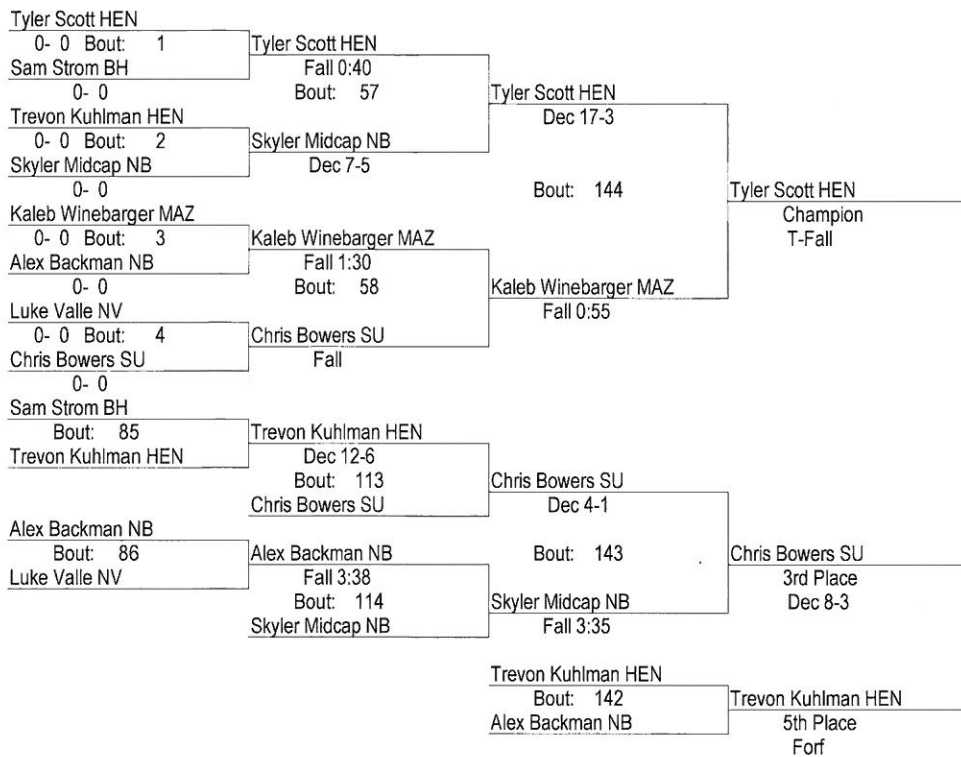 Tyler Scott HEN
0- 0 Bout: 1
Sam Strom BH
0- 0
Trevon Kuhlman HEN
0- 0 Bout: 2
Skyler Midcap NB
0- 0
Kaleb Winebarger MAZ
0- 0 Bout: 3
Alex Backman NB
0- 0
Luke Valle NV
0- 0 Bout: 4
Chris Bowers SU
0- 0
Tyler Scott HEN
Fall 0:40
Bout: 57
Skyler Midcap NB
Dec 7-5
Kaleb Winebarger MAZ
Fall 1:30
Bout: 58
Chris Bowers SU
Fall
Tyler Scott HEN
Dec 17-3
Bout: 144
Kaleb Winebarger MAZ
Fall 0:55
Tyler Scott HEN
Champion
T-Fall
Sam Strom BH
Bout: 85
Trevon Kuhlman HEN
Alex Backman NB
Bout: 86
Luke Valle NV
Trevon Kuhlman HEN
Dec 12-6
Bout: 113
Chris Bowers SU
Alex Backman NB
Fall 3:38
Bout: 114
Skyler Midcap NB
Chris Bowers SU
Dec 4-1
Bout: 143
Skyler Midcap NB
Fall 3:35
Chris Bowers SU
3rd Place
Dec 8-3
Trevon Kuhlman HEN
Bout: 142
Alex Backman NB
Trevon Kuhlman HEN
5th Place
Forf